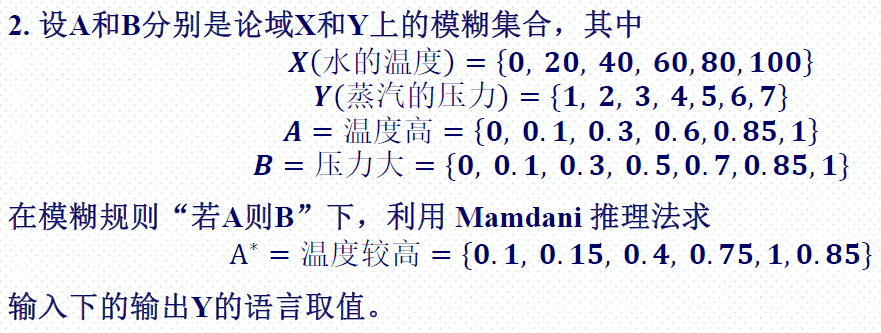 2. 设A和B分别是论域X和Y上的模糊集合，其中
X(水的温度) = {0, 20, 40, 60,80,100}
Y(蒸汽的压力) = {1, 2, 3, 4,5,6,7}
A = 温度高 = {0, 0.1, 0.3, 0.6,0.85,1}
B = 压力大 = {0, 0.1, 0.3, 0.5,0.7,0.85,1}
在模糊规则“若A则B”下，利用 Mamdani 推理法求
A* = 温度较高 = {0.1, 0.15, 0.4, 0.75,1,0.85}
输入下的输出Y的语言取值。